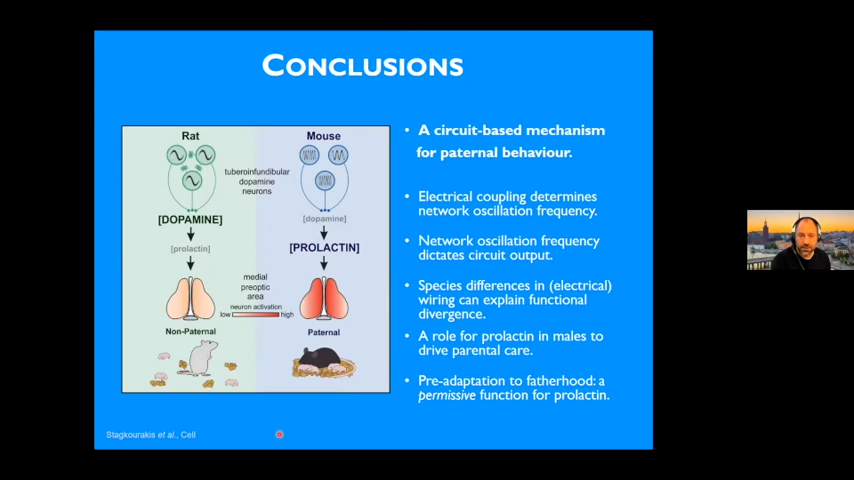 CONCLUSIONS
Rat
Mouse
tuberoinfundibular
dopamine
neurons
[DOPAMINE]
[dopamine]
[prolactin]
[PROLACTIN]
medial
preoptic
area
neuron activation
low
high
Non-Paternal
Paternal
• A circuit-based mechanism
for paternal behaviour.
• Electrical coupling determines
network oscillation frequency.
• Network oscillation frequency
dictates circuit output.
• Species differences in (electrical)
wiring can explain functional
divergence.
• A role for prolactin in males to
drive parental care.
• Pre-adaptation to fatherhood: a
permissive function for prolactin.
Stagkourakis et al., Cell